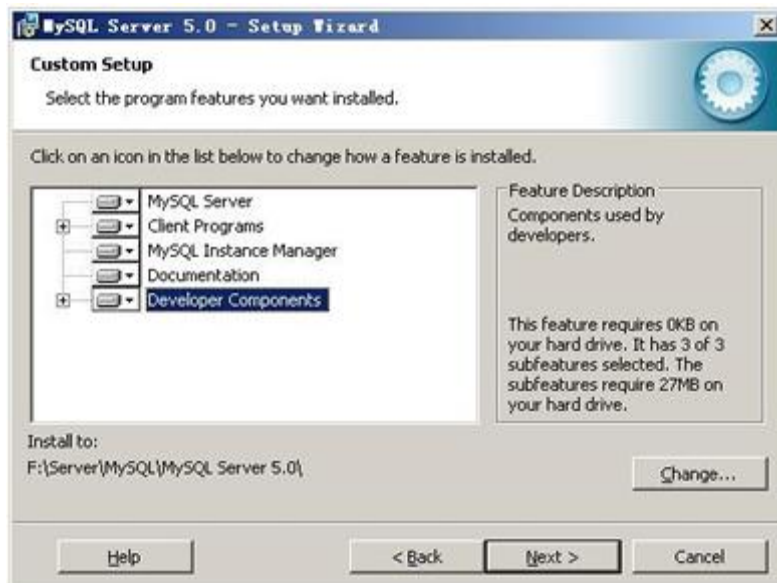 MySQL Server 5.0 - Setup Wizard
Custom Setup
Select the program features you want installed.
Click on an icon in the list below to change how a feature is installed.
MySQL Server
Client Programs
MySQL Instance Manager
Documentation
Developer Components
Feature Description
Components used by
developers.
This feature requires 0KB on
your hard drive. It has 3 of 3
subfeatures selected. The
subfeatures require 27MB on
your hard drive.
Install to:
F:\Server\MySQL\MySQL Server 5.0\
Change...
Help
< Back
Next >
Cancel